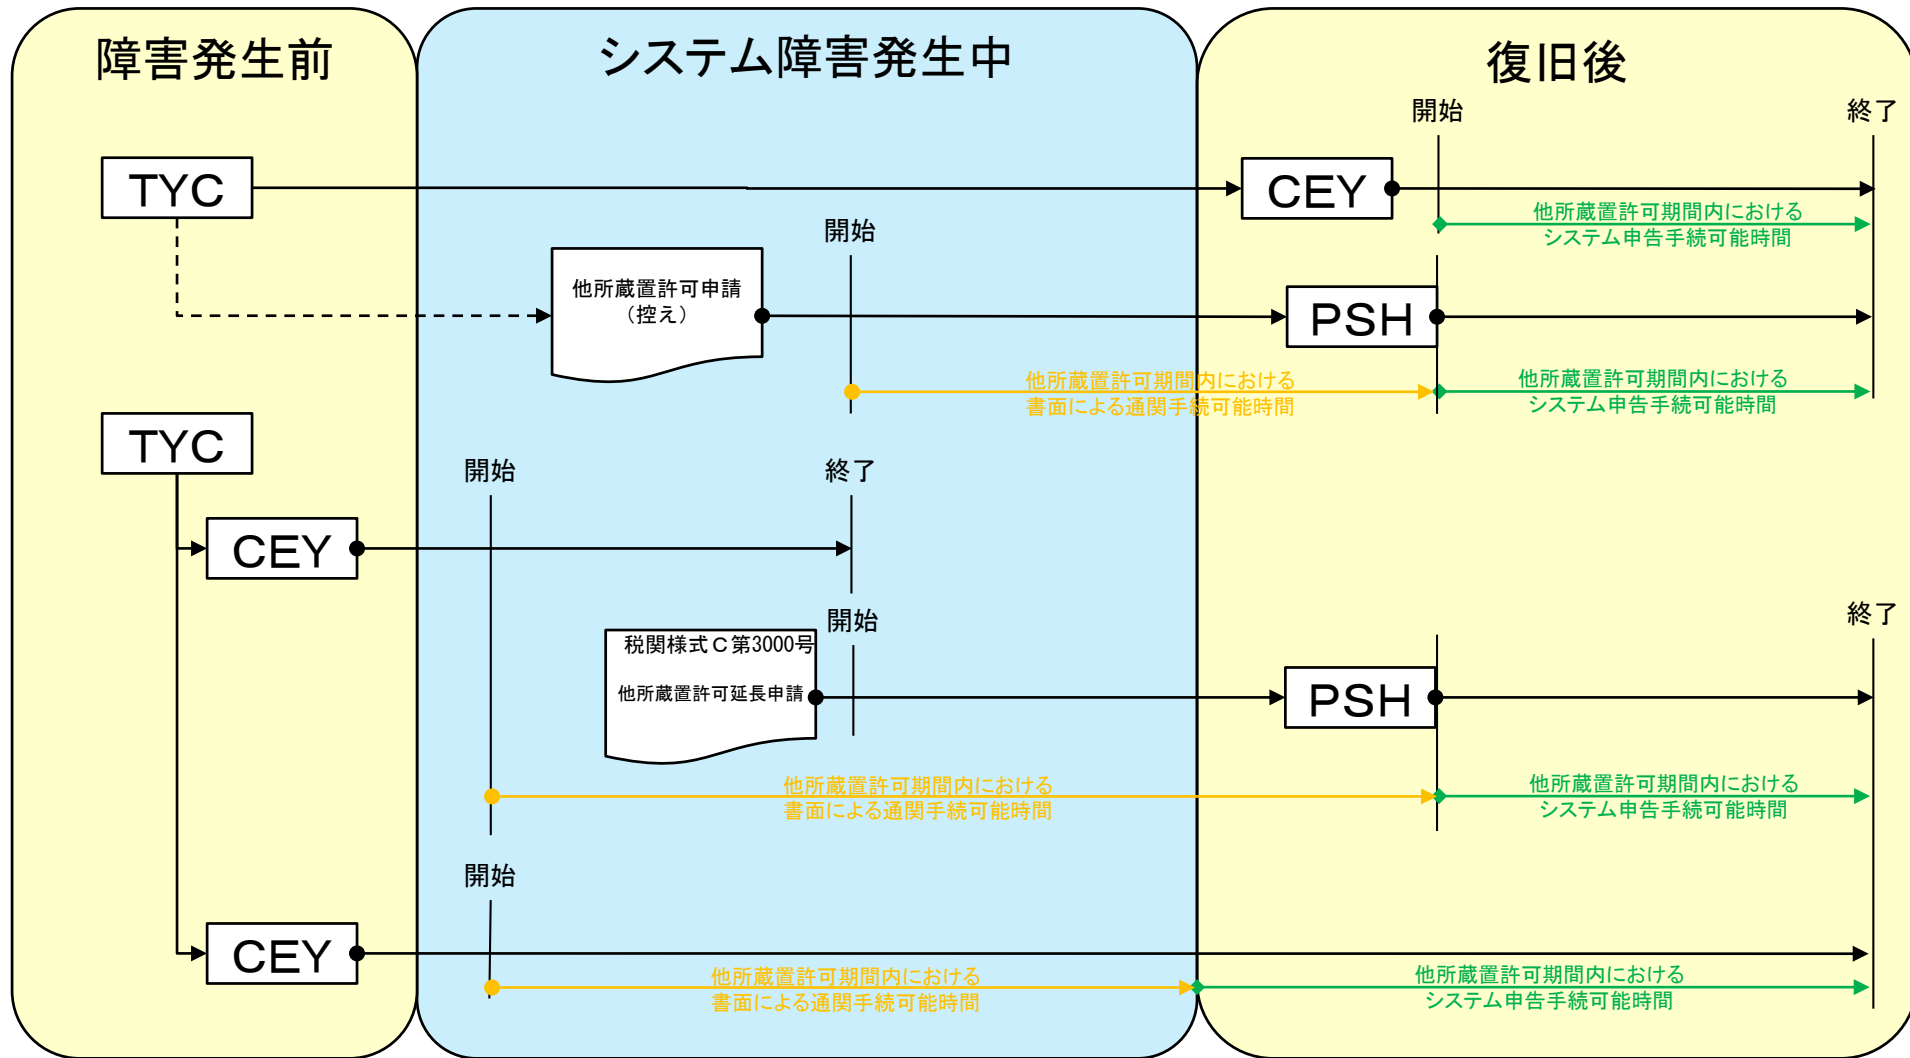 障害発生前
システム障害発生中
復旧後
開始
終了
TYC
CEY
他所蔵置許可期間内における
システム申告手続可能時間
開始
他所蔵置許可申請
（控え）
PSH
他所蔵置許可期間内における
書面による通関手続可能時間
他所蔵置許可期間内における
システム申告手続可能時間
TYC
開始
終了
CEY
開始
終了
税関様式C第3000号
他所蔵置許可延長申請
PSH
他所蔵置許可期間内における
書面による通関手続可能時間
他所蔵置許可期間内における
システム申告手続可能時間
開始
CEY
他所蔵置許可期間内における
書面による通関手続可能時間
他所蔵置許可期間内における
システム申告手続可能時間